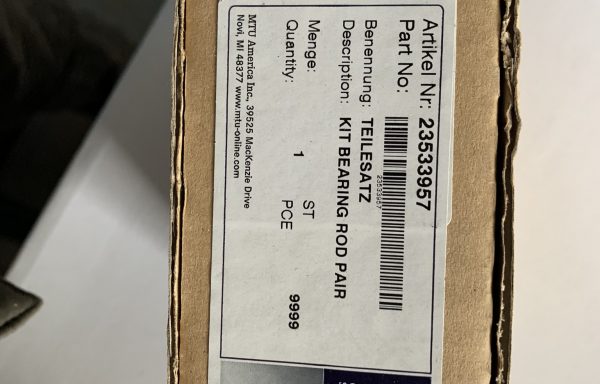 Artikel Nr: 23533957
Part No:
23533957
Benennung: TEILESATZ
Description: KIT BEARING ROD PAIR
Menge: 1 ST
Quantity: PCE 9999
MTU America Inc., 39525 MacKenzie Drive
Novi, MI 48377 www.mtu-online.com